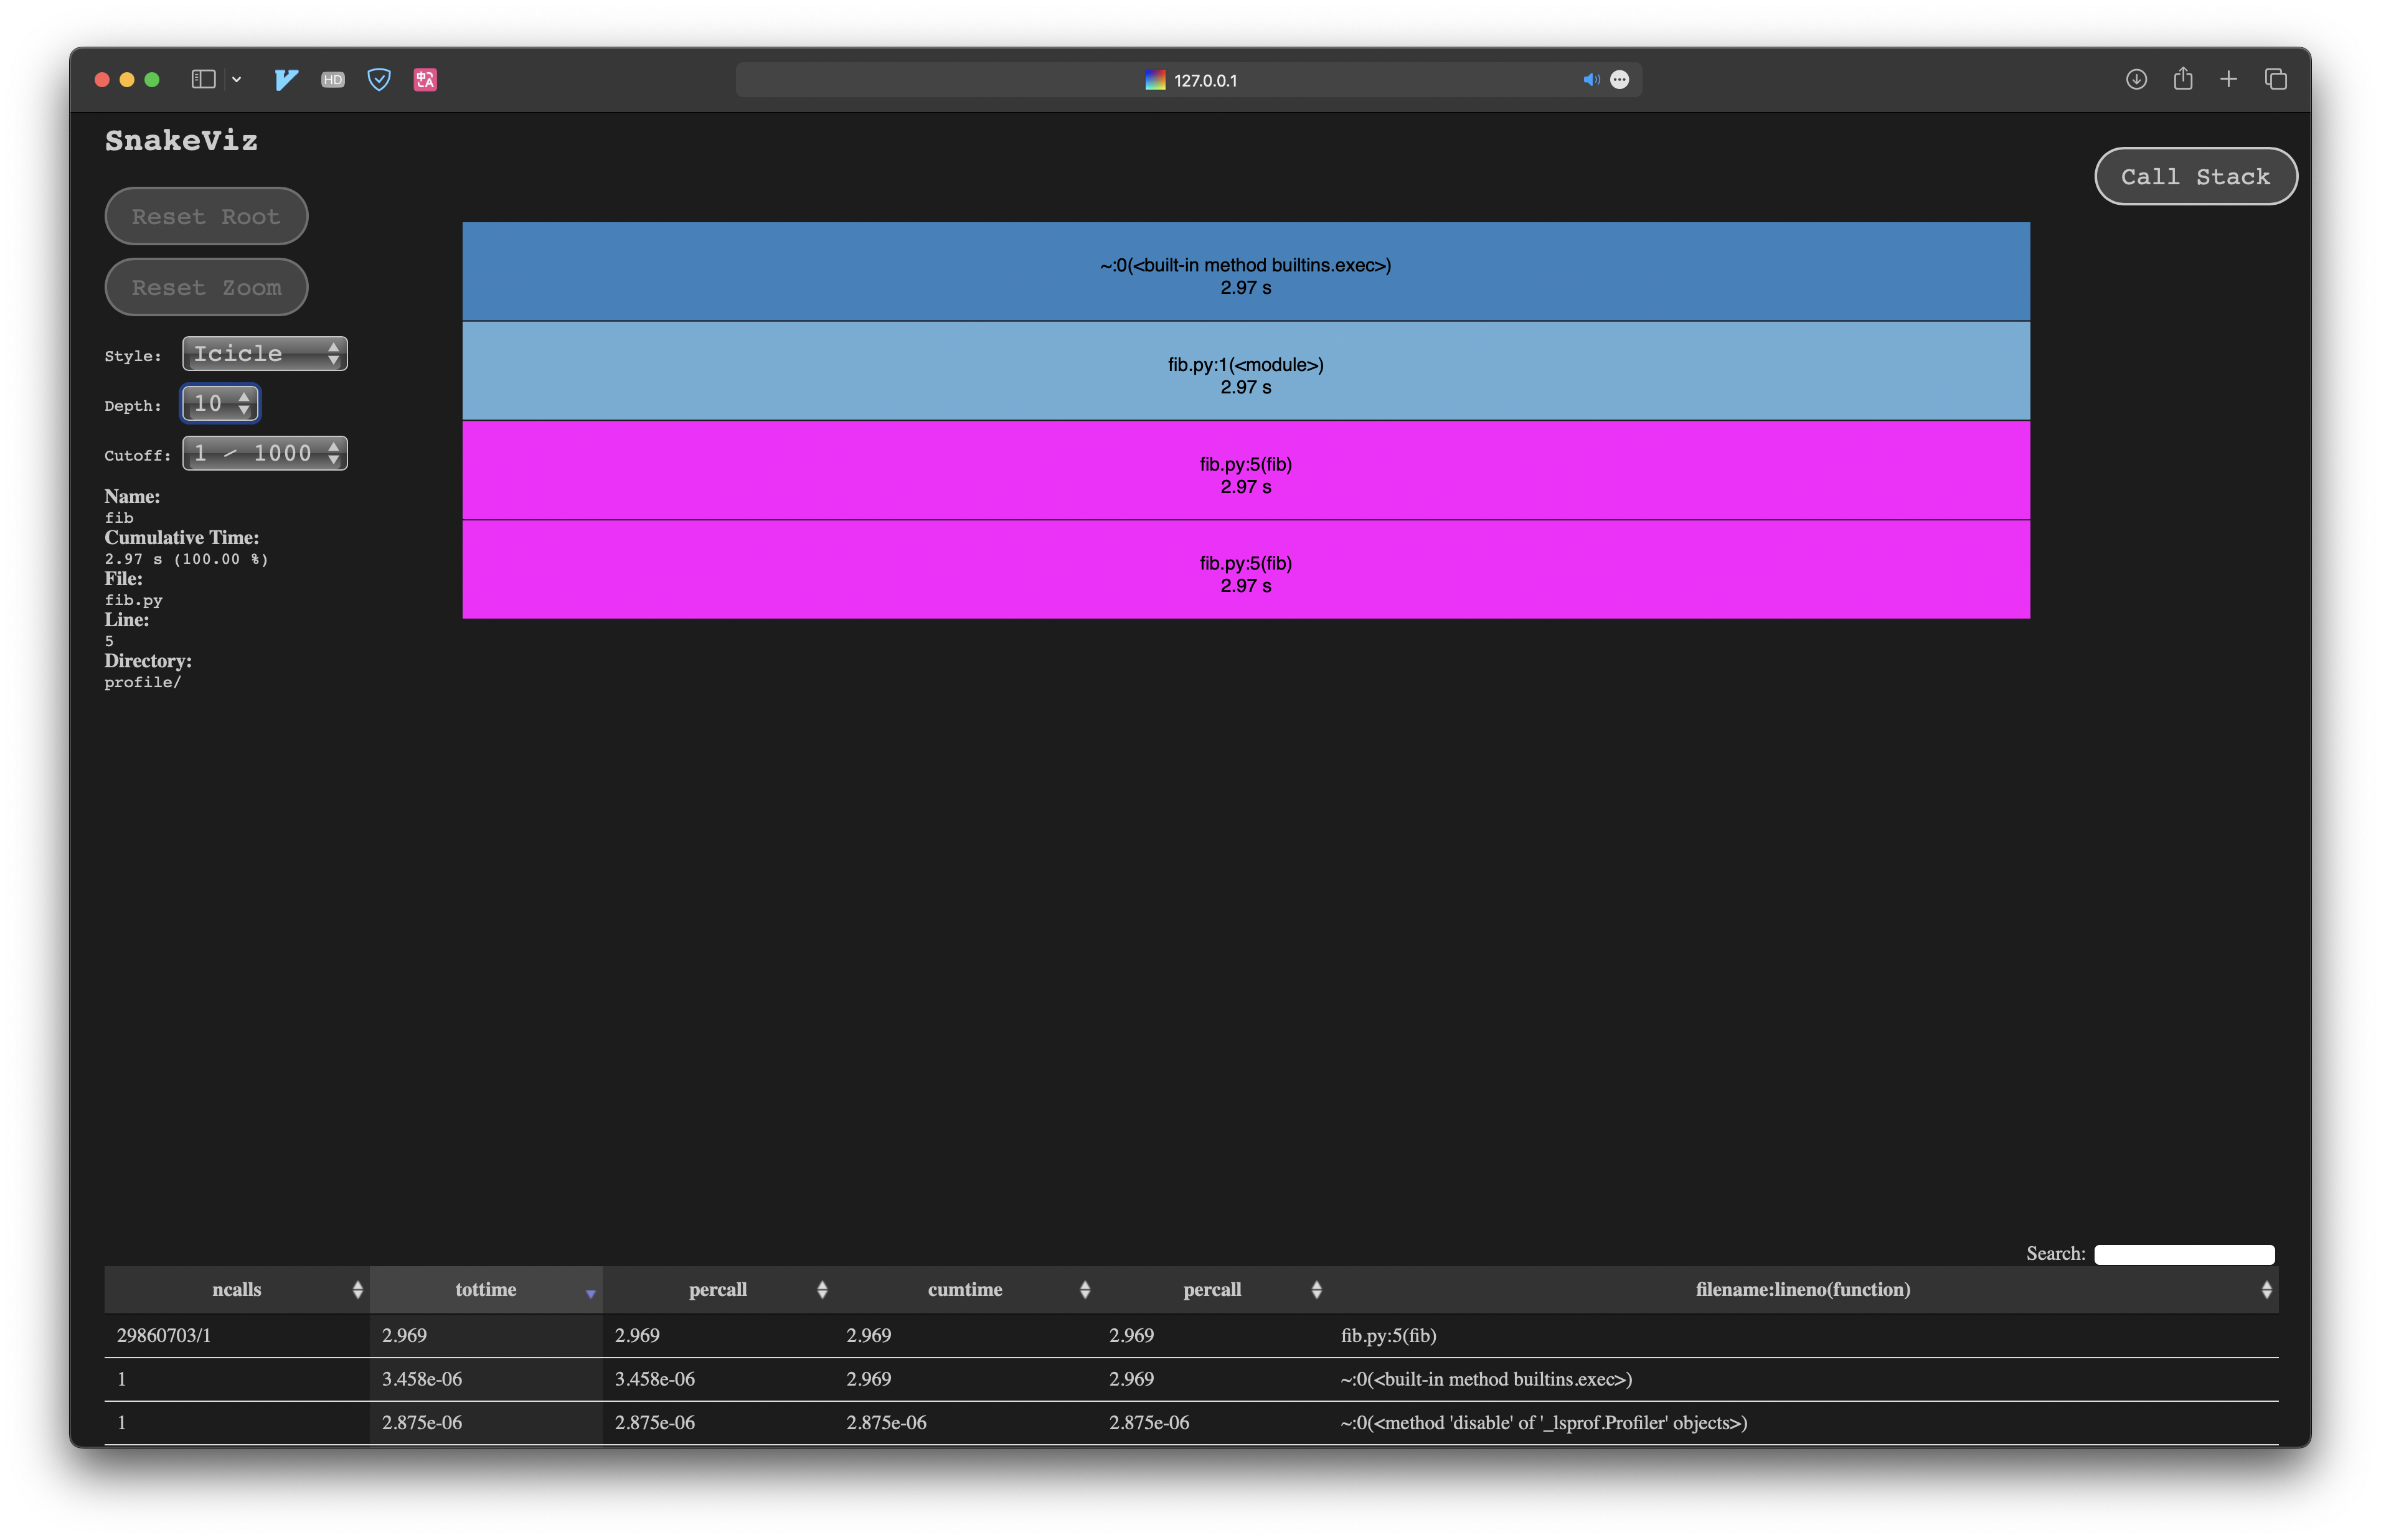 HD
中A
127.0.0.1
SnakeViz
Call Stack
Reset Root
Reset Zoom
Style: Icicle
Depth: 10
Cutoff: 1 ⁄ 1000
Name:
fib
Cumulative Time:
2.97 s (100.00 %)
File:
fib.py
Line:
5
Directory:
profile/
~:0(<built-in method builtins.exec>)
2.97 s
fib.py:1(<module>)
2.97 s
fib.py:5(fib)
2.97 s
fib.py:5(fib)
2.97 s
Search:
ncalls tottime percall cumtime percall filename:lineno(function)
29860703/1 2.969 2.969 2.969 2.969 fib.py:5(fib)
1 3.458e-06 3.458e-06 2.969 2.969 ~:0(<built-in method builtins.exec>)
1 2.875e-06 2.875e-06 2.875e-06 2.875e-06 ~:0(<method 'disable' of '_lsprof.Profiler' objects>)